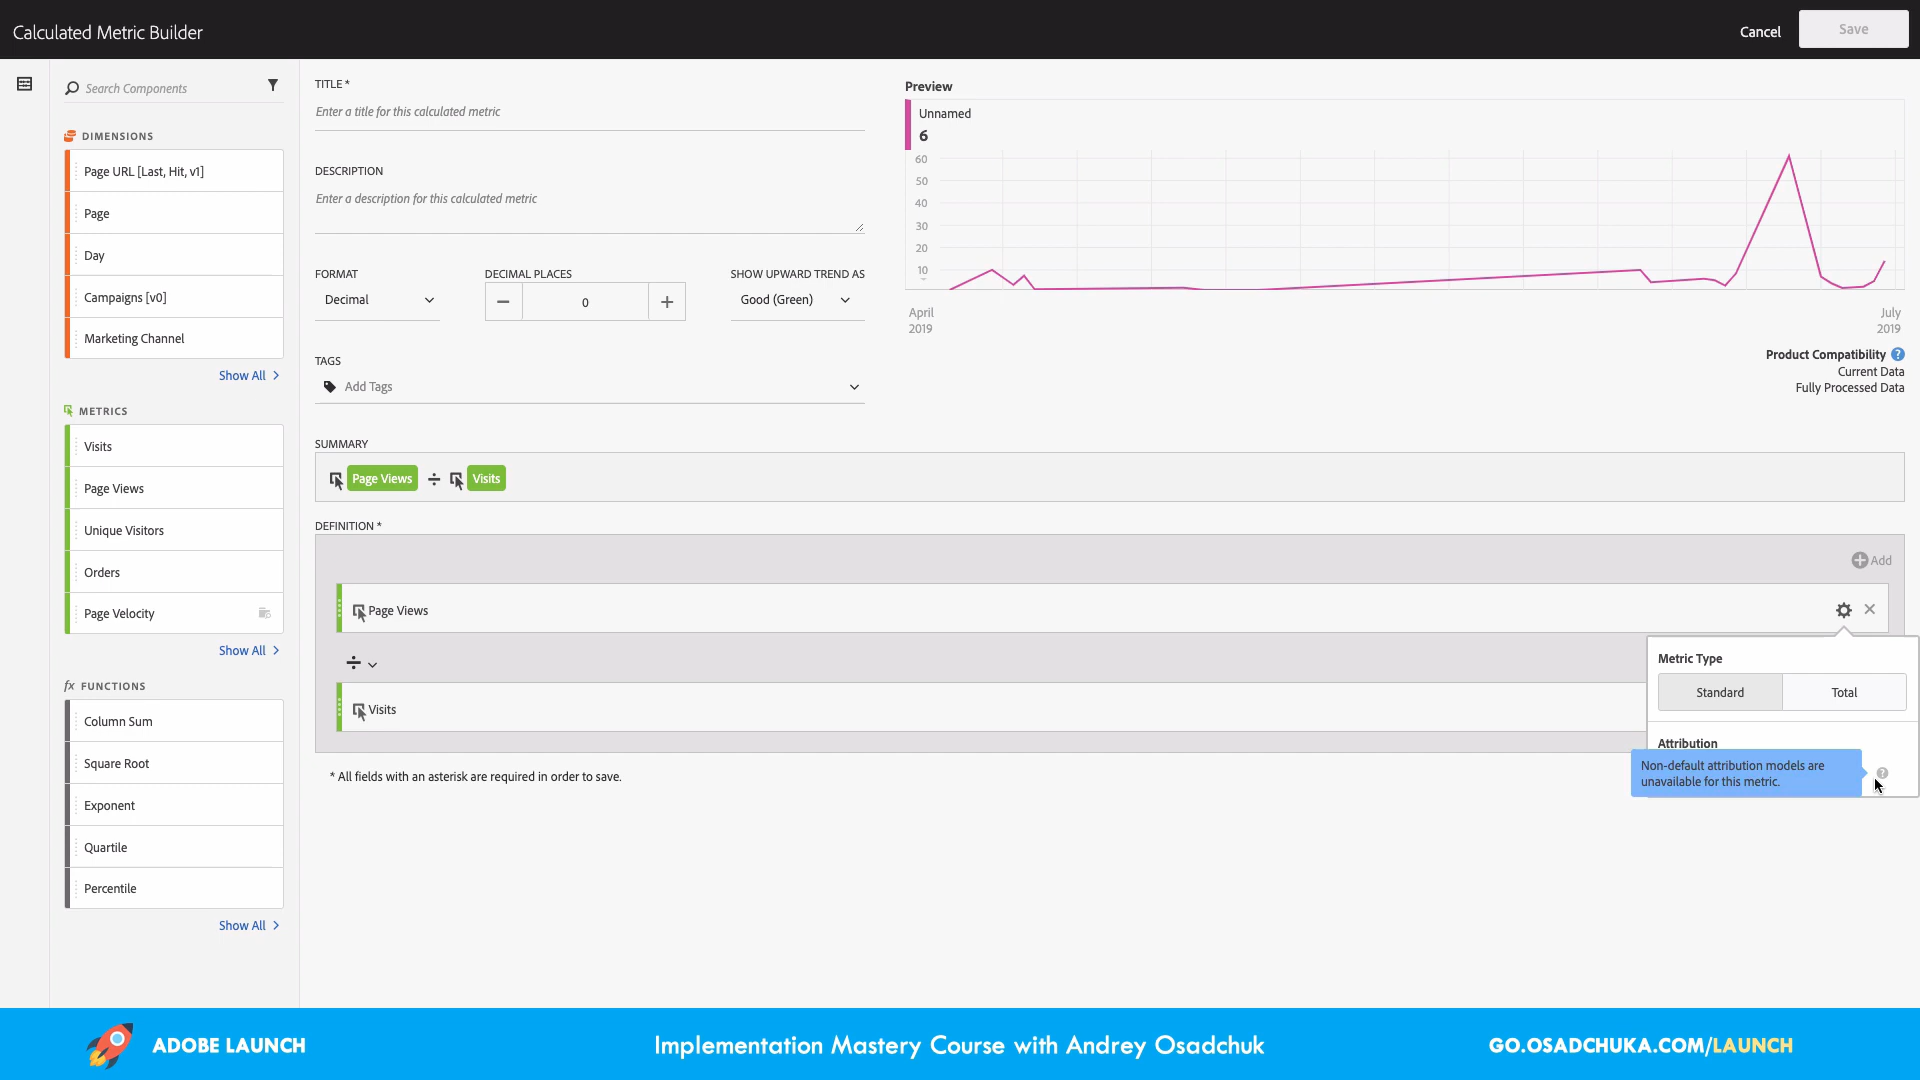 Calculated Metric Builder
Cancel
Save
Search Components
DIMENSIONS
Page URL [Last, Hit, v1]
Page
Day
Campaigns [v0]
Marketing Channel
Show All
METRICS
Visits
Page Views
Unique Visitors
Orders
Page Velocity
Show All
fx FUNCTIONS
Column Sum
Square Root
Exponent
Quartile
Percentile
Show All
TITLE *
Enter a title for this calculated metric
DESCRIPTION
Enter a description for this calculated metric
FORMAT
Decimal
DECIMAL PLACES
0
SHOW UPWARD TREND AS
Good (Green)
TAGS
Add Tags
Preview
Unnamed
6
60
50
40
30
20
10
April
2019
July
2019
Product Compatibility ?
Current Data
Fully Processed Data
SUMMARY
Page Views ÷ Visits
DEFINITION *
Add
Page Views
÷
Visits
Metric Type
Standard Total
Attribution
Non-default attribution models are
unavailable for this metric.
?
* All fields with an asterisk are required in order to save.
ADOBE LAUNCH
Implementation Mastery Course with Andrey Osadchuk
GO.OSADCHUKA.COM/LAUNCH